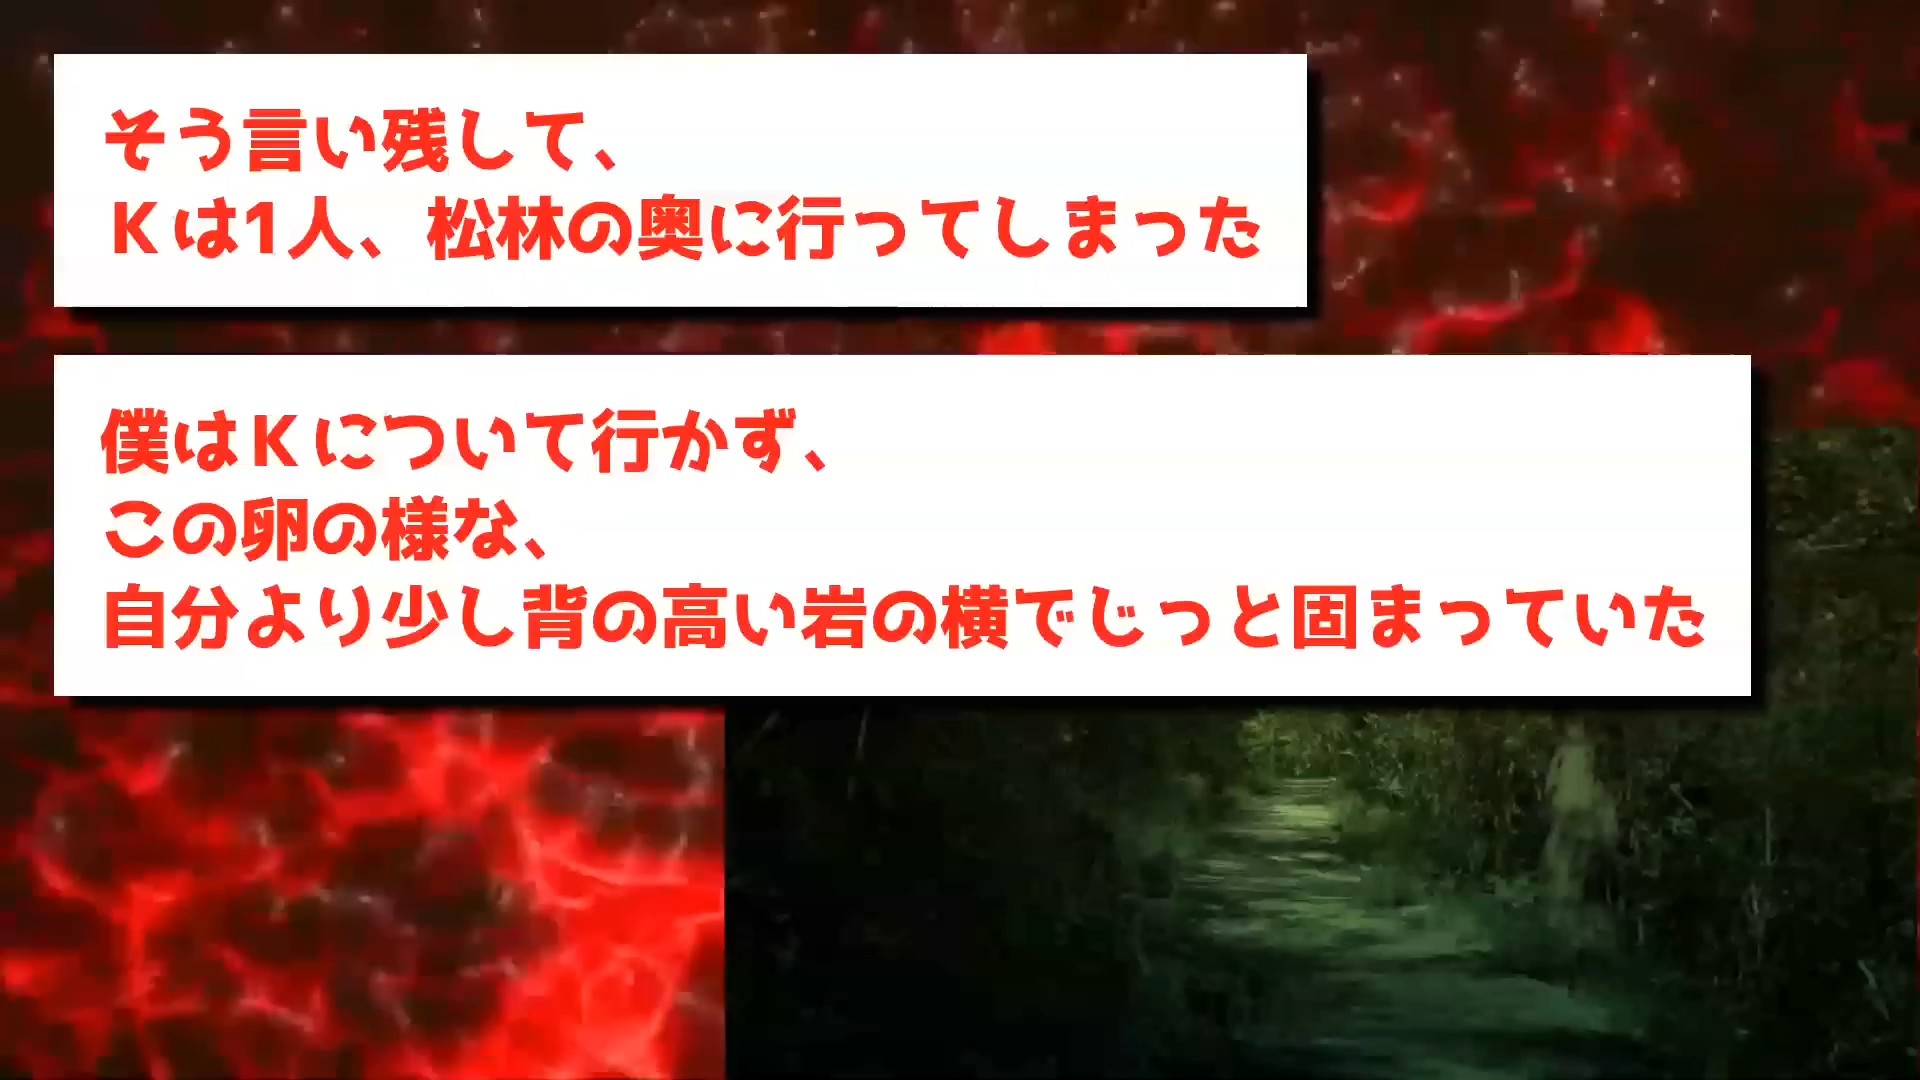 そう言い残して、
Kは1人、松林の奥に行ってしまった
僕はKについて行かず、
この卵の様な、
自分より少し背の高い岩の横でじっと固まっていた